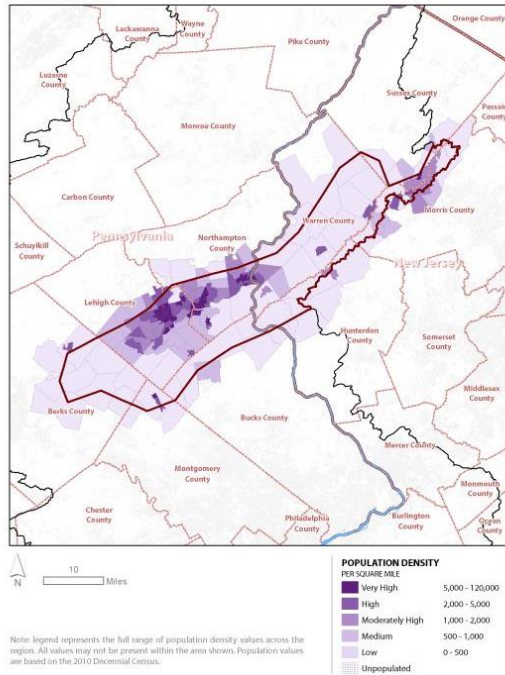 Lackawanna
County
Wayne
County
Orange County
Pike County
Luzerne
County
Sussex County
Passaic
County
Monroe County
Carbon County
Morris County
Warren County
Schuylkill
County
Pennsylvania
Northampton
County
New Jersey
Lehigh County
Hunterdon
County
Somerset
County
Middlesex
County
Berks County
Bucks County
Mercer County
Montgomery
County
Monmouth
County
Chester
County
Philadelphia
County
Burlington
County
Ocean
County
N
10
Miles
POPULATION DENSITY
PER SQUARE MILE
Very High 5,000 - 120,000
High 2,000 - 5,000
Moderately High 1,000 - 2,000
Medium 500 - 1,000
Low 0 - 500
Unpopulated
Note: legend represents the full range of population density values across the
region. All values may not be present within the area shown. Population values
are based on the 2010 Decennial Census.